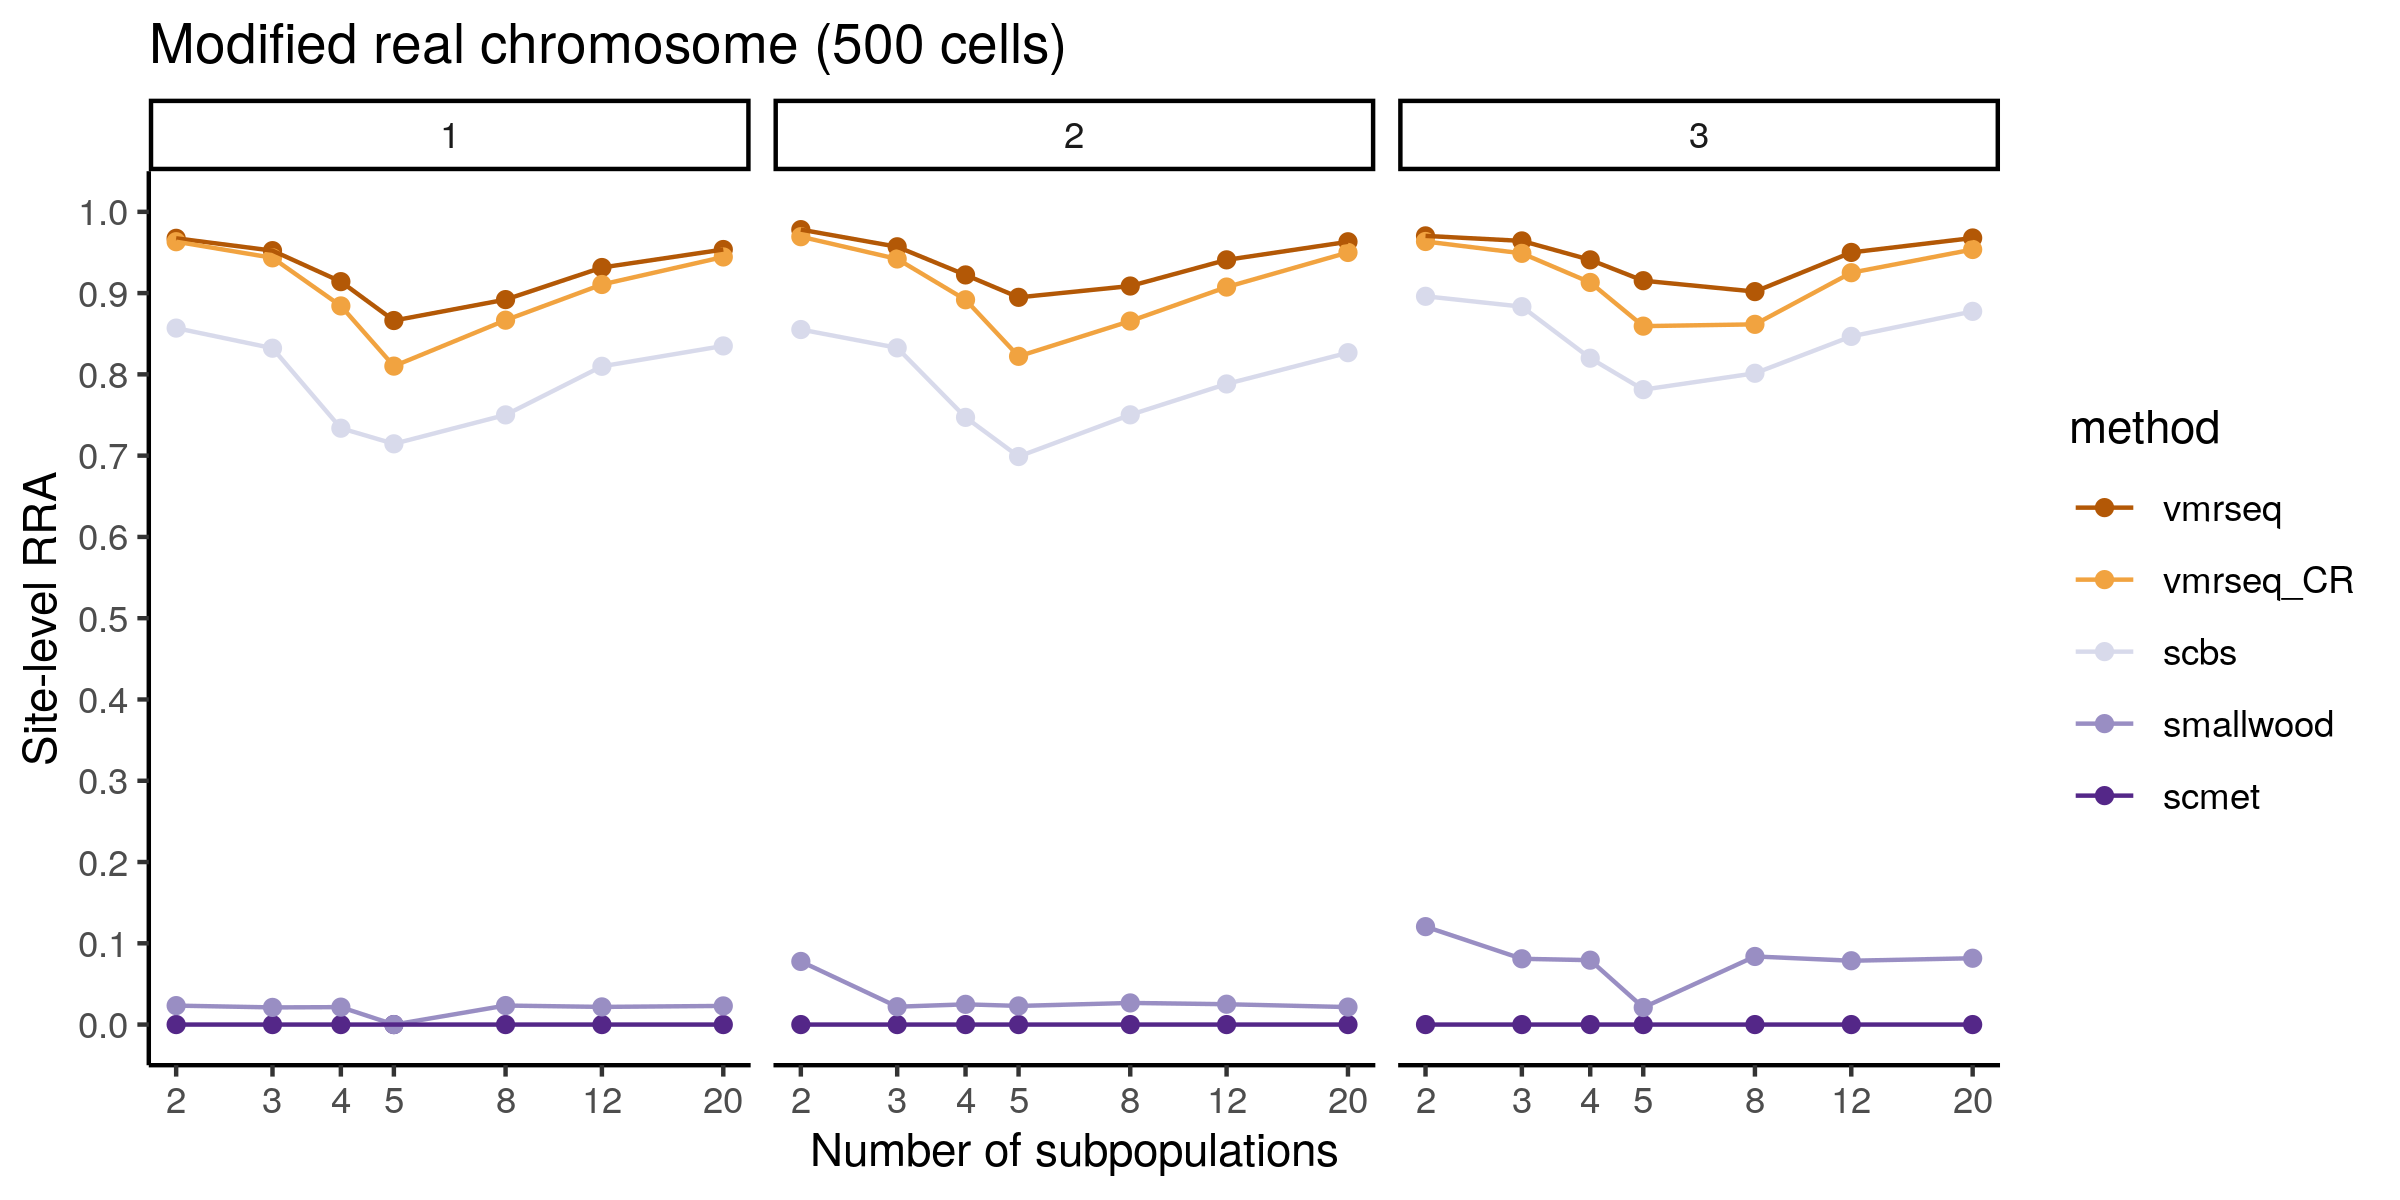 Modified real chromosome (500 cells)
1
2
3
Site-level RRA
1.0
0.9
0.8
0.7
0.6
0.5
0.4
0.3
0.2
0.1
0.0
2 3 4 5 8 12 20
2 3 4 5 8 12 20
2 3 4 5 8 12 20
Number of subpopulations
method
vmrseq
vmrseq_CR
scbs
smallwood
scmet